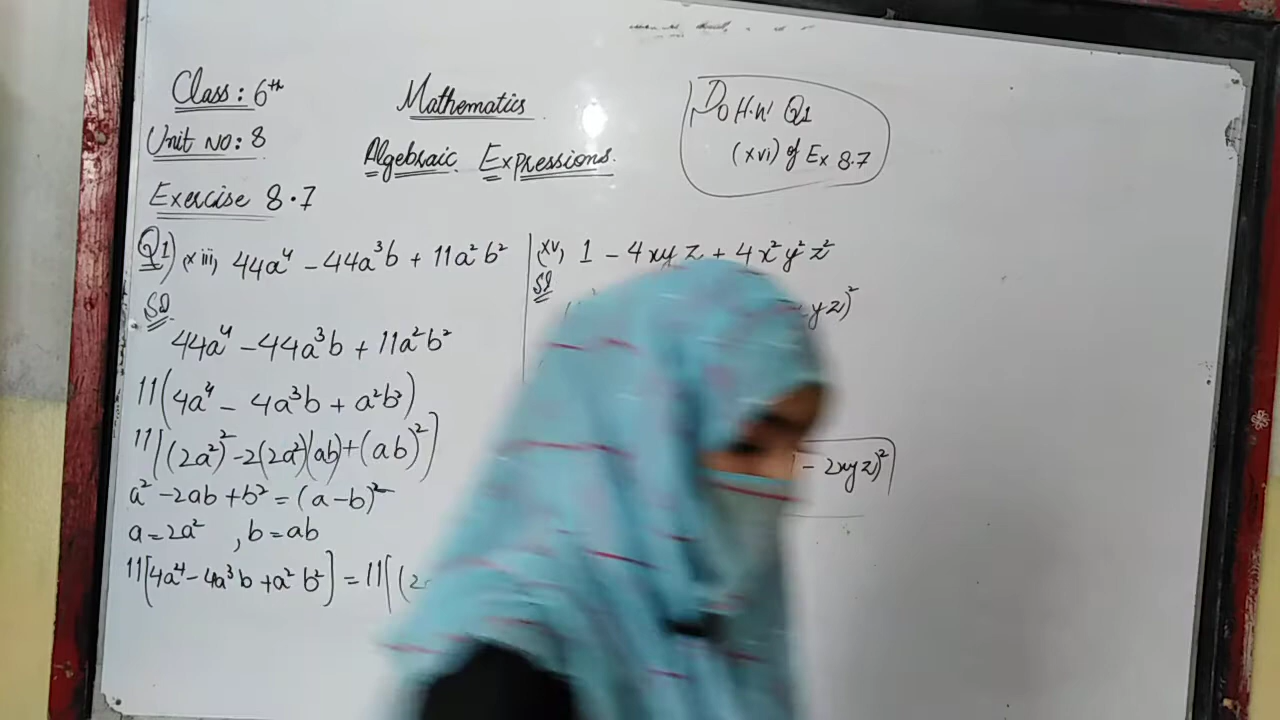 Class: 6th
Mathematics
Unit NO: 8
Algebraic Expressions.
Exercise 8.7
Do H.W Q1
(xvi) of Ex 8.7
Q1) (xiii) 44a⁴ - 44a³b + 11a²b²
Sol
44a⁴ - 44a³b + 11a²b²
11(4a⁴ - 4a³b + a²b²)
11[(2a²)² - 2(2a²)(ab) + (ab)²]
a² - 2ab + b² = (a - b)²
a = 2a² , b = ab
11[4a⁴ - 4a³b + a²b²] = 11[(2
(xv) 1 - 4xyz + 4x²y²z²
Sol
yz)²
- 2xyz)²